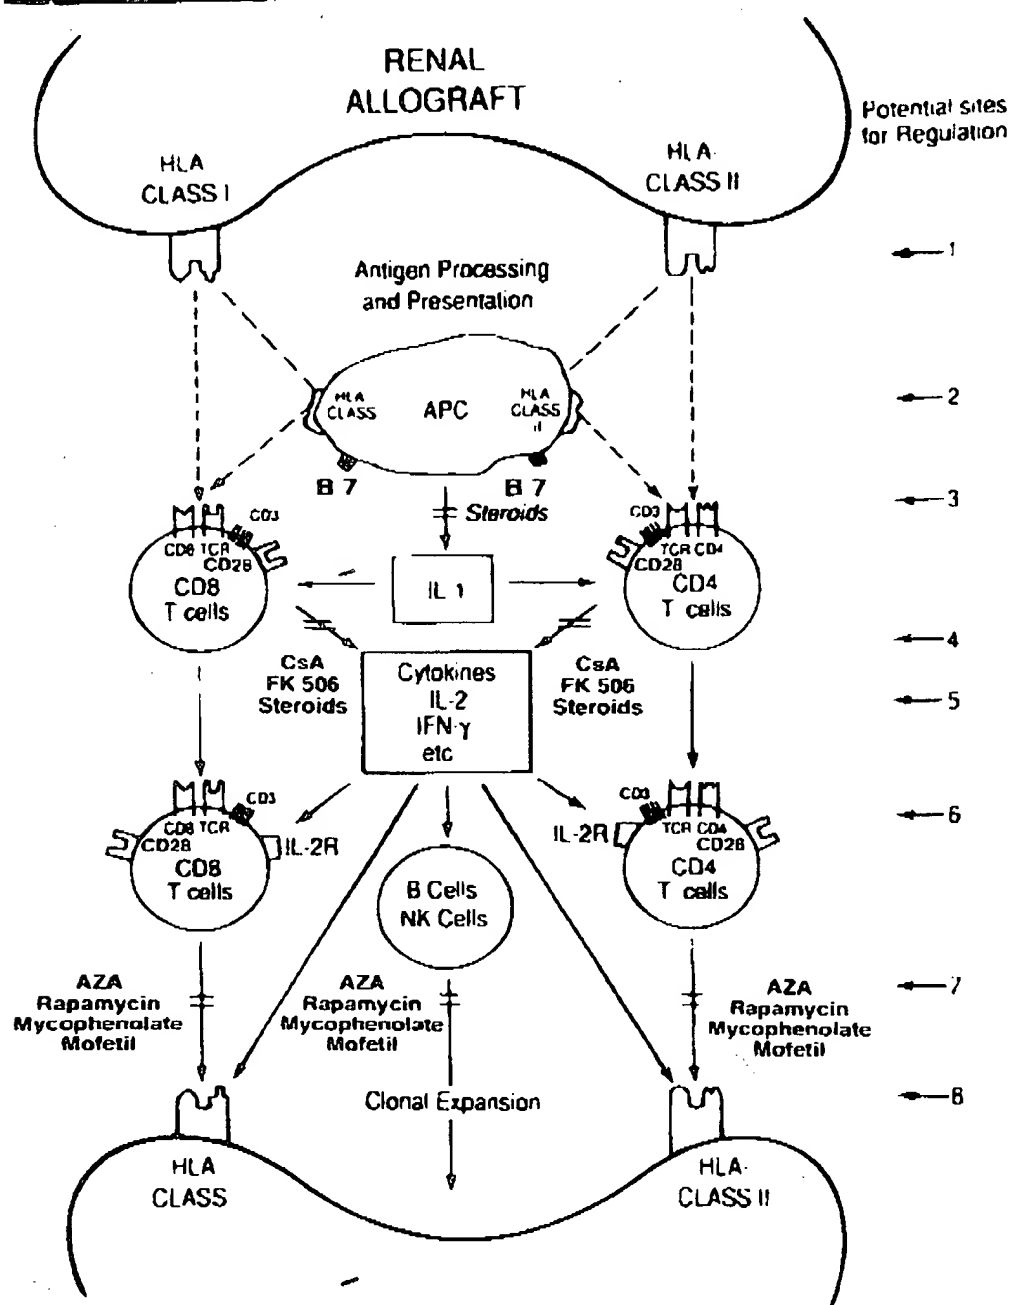 RENAL
ALLOGRAFT
Potential sites
for Regulation
HLA
CLASS I
HLA-
CLASS II
1
Antigen Processing
and Presentation
HLA
CLASS
APC
HLA
CLASS
II
2
B 7
B 7
3
Steroids
CD3
CD8 TCR
CD28
CD8
T cells
IL 1
CD3
TCR CD4
CD28
CD4
T cells
4
CsA
FK 506
Steroids
Cytokines
IL-2
IFN-γ
etc
CsA
FK 506
Steroids
5
CD3
CD8 TCR
CD28
IL-2R
CD8
T cells
CD3
IL-2R
TCR CD4
CD28
CD4
T cells
6
B Cells
NK Cells
AZA
Rapamycin
Mycophenolate
Mofetil
AZA
Rapamycin
Mycophenolate
Mofetil
AZA
Rapamycin
Mycophenolate
Mofetil
7
Clonal Expansion
8
HLA
CLASS
HLA-
CLASS II